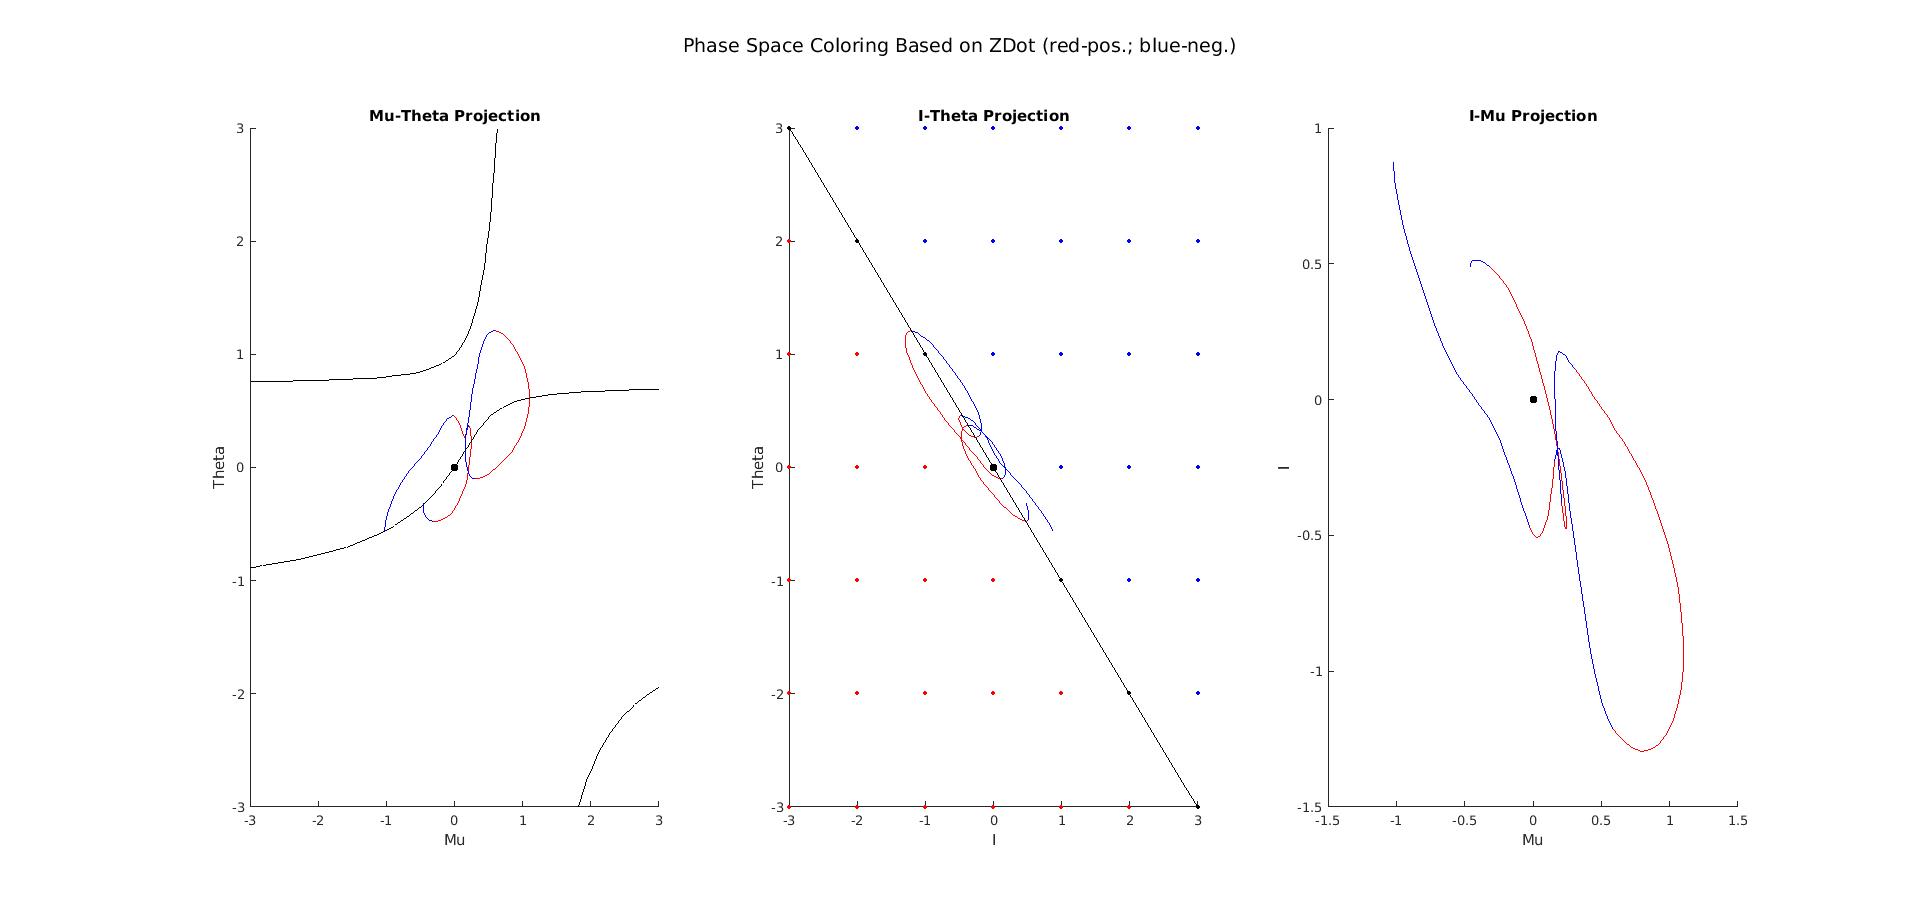 Phase Space Coloring Based on ZDot (red-pos.; blue-neg.)
Mu-Theta Projection
3
2
1
0
-1
-2
-3
Theta
-3 -2 -1 0 1 2 3
Mu
I-Theta Projection
3
2
1
0
-1
-2
-3
Theta
-3 -2 -1 0 1 2 3
I
I-Mu Projection
1
0.5
0
-0.5
-1
-1.5
I
-1.5 -1 -0.5 0 0.5 1 1.5
Mu